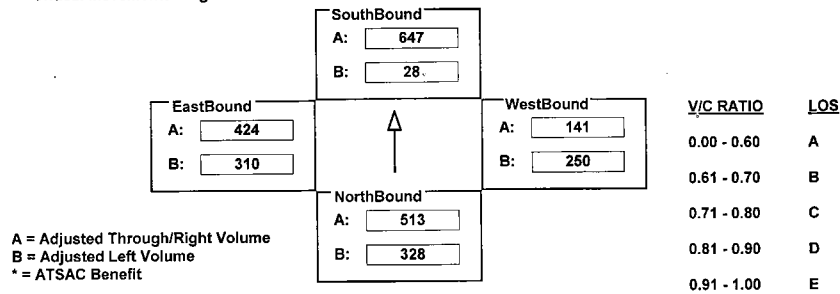 SouthBound
A: 647
B: 28
EastBound
A: 424
B: 310
WestBound
A: 141
B: 250
NorthBound
A: 513
B: 328
A = Adjusted Through/Right Volume
B = Adjusted Left Volume
* = ATSAC Benefit
V/C RATIO LOS
0.00 - 0.60 A
0.61 - 0.70 B
0.71 - 0.80 C
0.81 - 0.90 D
0.91 - 1.00 E